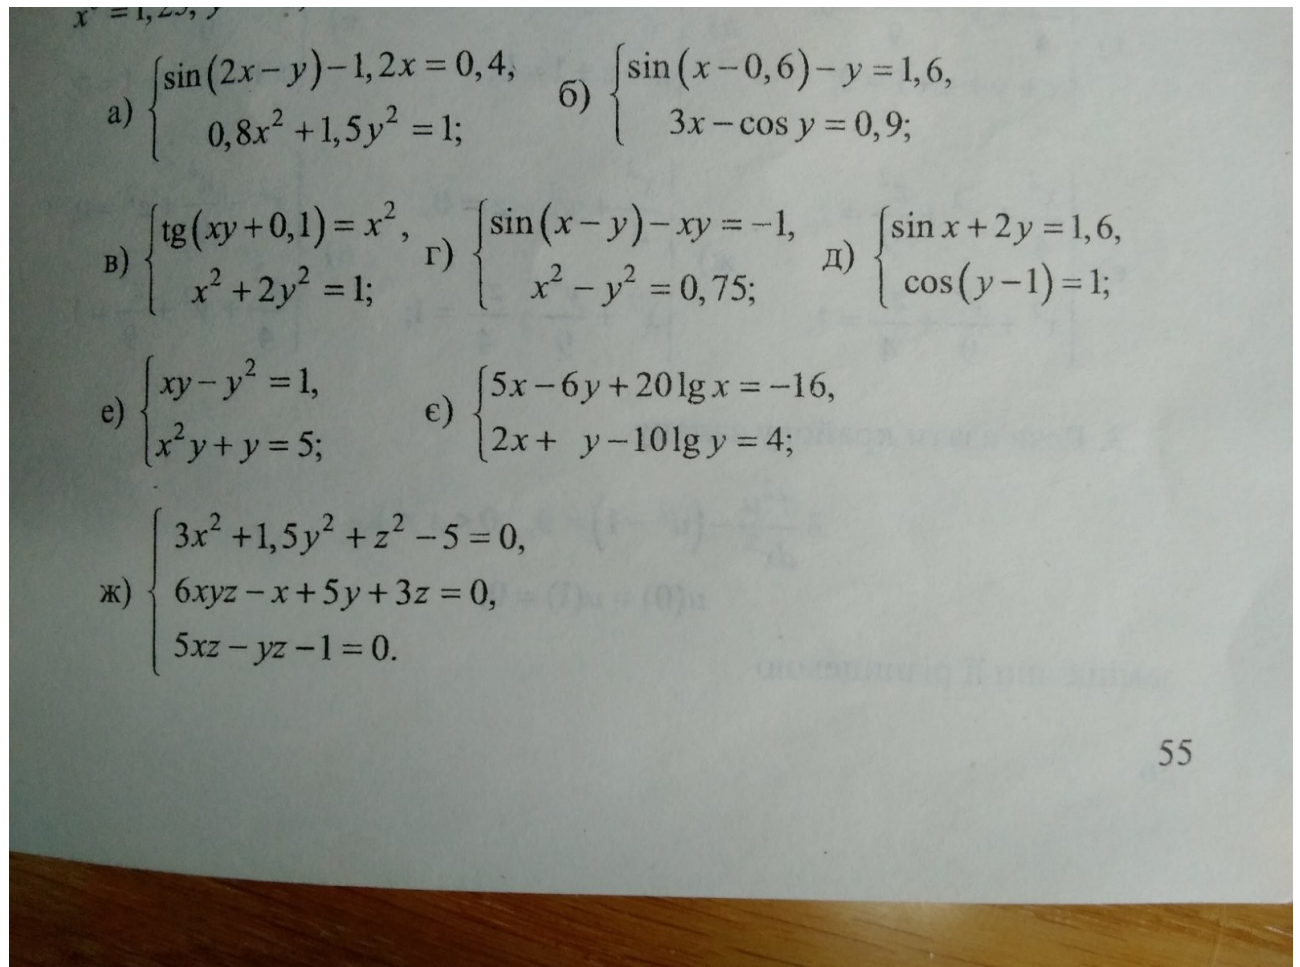 а) { sin(2x − y) − 1,2x = 0,4,
0,8x² + 1,5y² = 1;
б) { sin(x − 0,6) − y = 1,6,
3x − cos y = 0,9;
в) { tg(xy + 0,1) = x²,
x² + 2y² = 1;
г) { sin(x − y) − xy = −1,
x² − y² = 0,75;
д) { sin x + 2y = 1,6,
cos(y − 1) = 1;
е) { xy − y² = 1,
x²y + y = 5;
є) { 5x − 6y + 20 lg x = −16,
2x + y − 10 lg y = 4;
ж) { 3x² + 1,5y² + z² − 5 = 0,
6xyz − x + 5y + 3z = 0,
5xz − yz − 1 = 0.
55